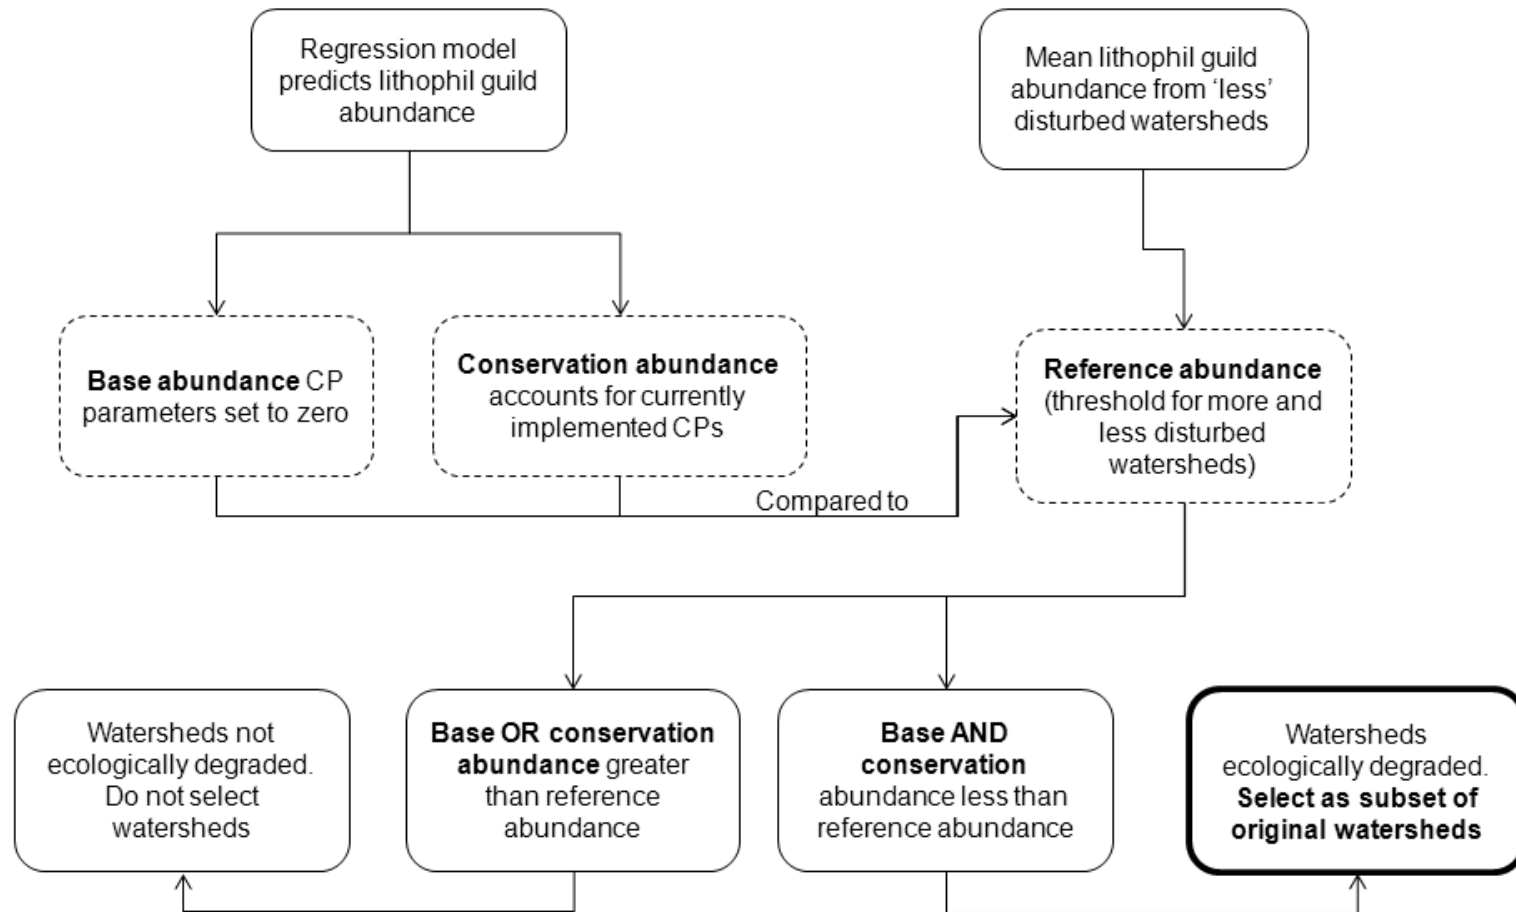 Regression model
predicts lithophil guild
abundance
Mean lithophil guild
abundance from ‘less’
disturbed watersheds
Base abundance CP
parameters set to zero
Conservation abundance
accounts for currently
implemented CPs
Reference abundance
(threshold for more and
less disturbed
watersheds)
Compared to
Watersheds not
ecologically degraded.
Do not select
watersheds
Base OR conservation
abundance greater
than reference
abundance
Base AND
conservation
abundance less than
reference abundance
Watersheds
ecologically degraded.
Select as subset of
original watersheds